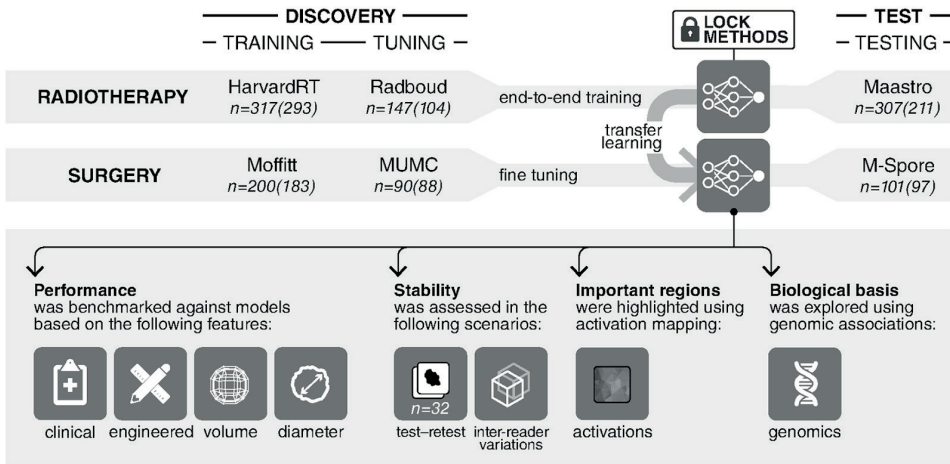 DISCOVERY
TEST
TRAINING
TUNING
LOCK
METHODS
TESTING
RADIOTHERAPY
HarvardRT
n=317(293)
Radboud
n=147(104)
end-to-end training
Maastro
n=307(211)
transfer
learning
SURGERY
Moffitt
n=200(183)
MUMC
n=90(88)
fine tuning
M-Spore
n=101(97)
Performance
was benchmarked against models
based on the following features:
clinical
engineered
volume
diameter
Stability
was assessed in the
following scenarios:
n=32
test–retest
inter-reader
variations
Important regions
were highlighted using
activation mapping:
activations
Biological basis
was explored using
genomic associations:
genomics